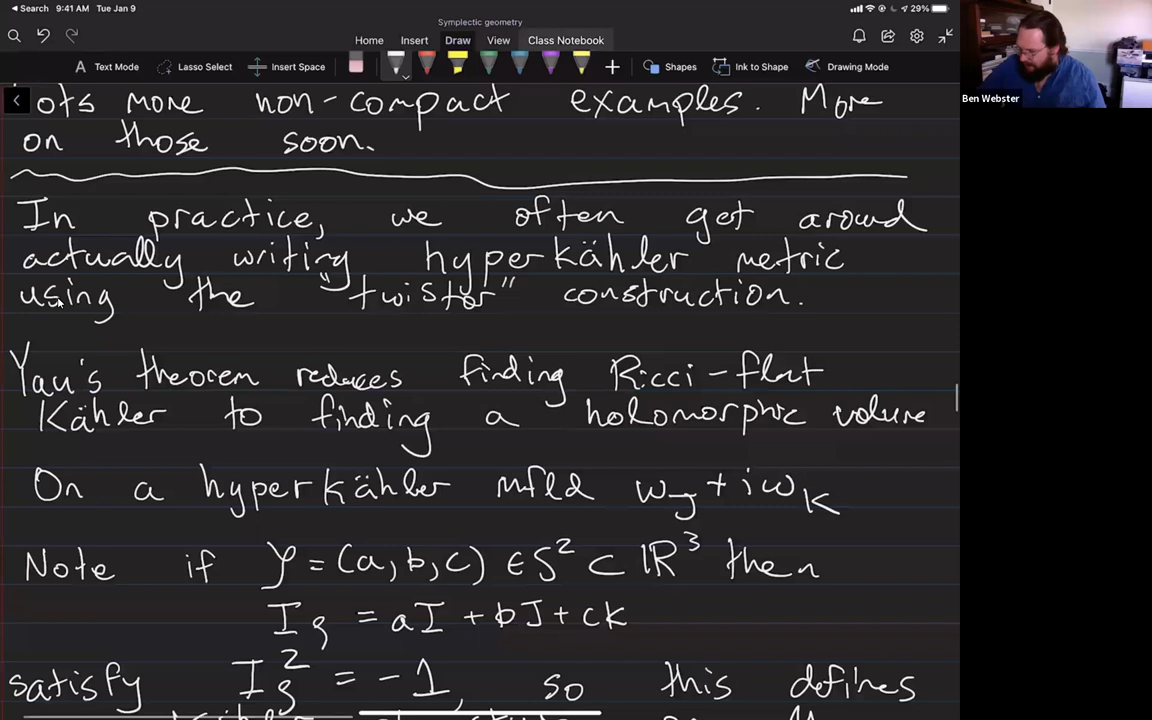 Search 9:41 AM Tue Jan 9
29%
Symplectic geometry
Home Insert Draw View Class Notebook
Text Mode Lasso Select Insert Space Shapes Ink to Shape Drawing Mode
Ben Webster
Lots more non-compact examples. More
on those soon.
In practice, we often get around
actually writing hyperkähler metric
using the "twistor" construction.
Yau's theorem reduces finding Ricci-flat
Kähler to finding a holomorphic volume
On a hyperkähler mfld ω_J + iω_K
Note if ζ = (a, b, c) ∈ S² ⊂ ℝ³ then
I_ζ = aI + bJ + cK
satisfy I_ζ² = -1, so this defines